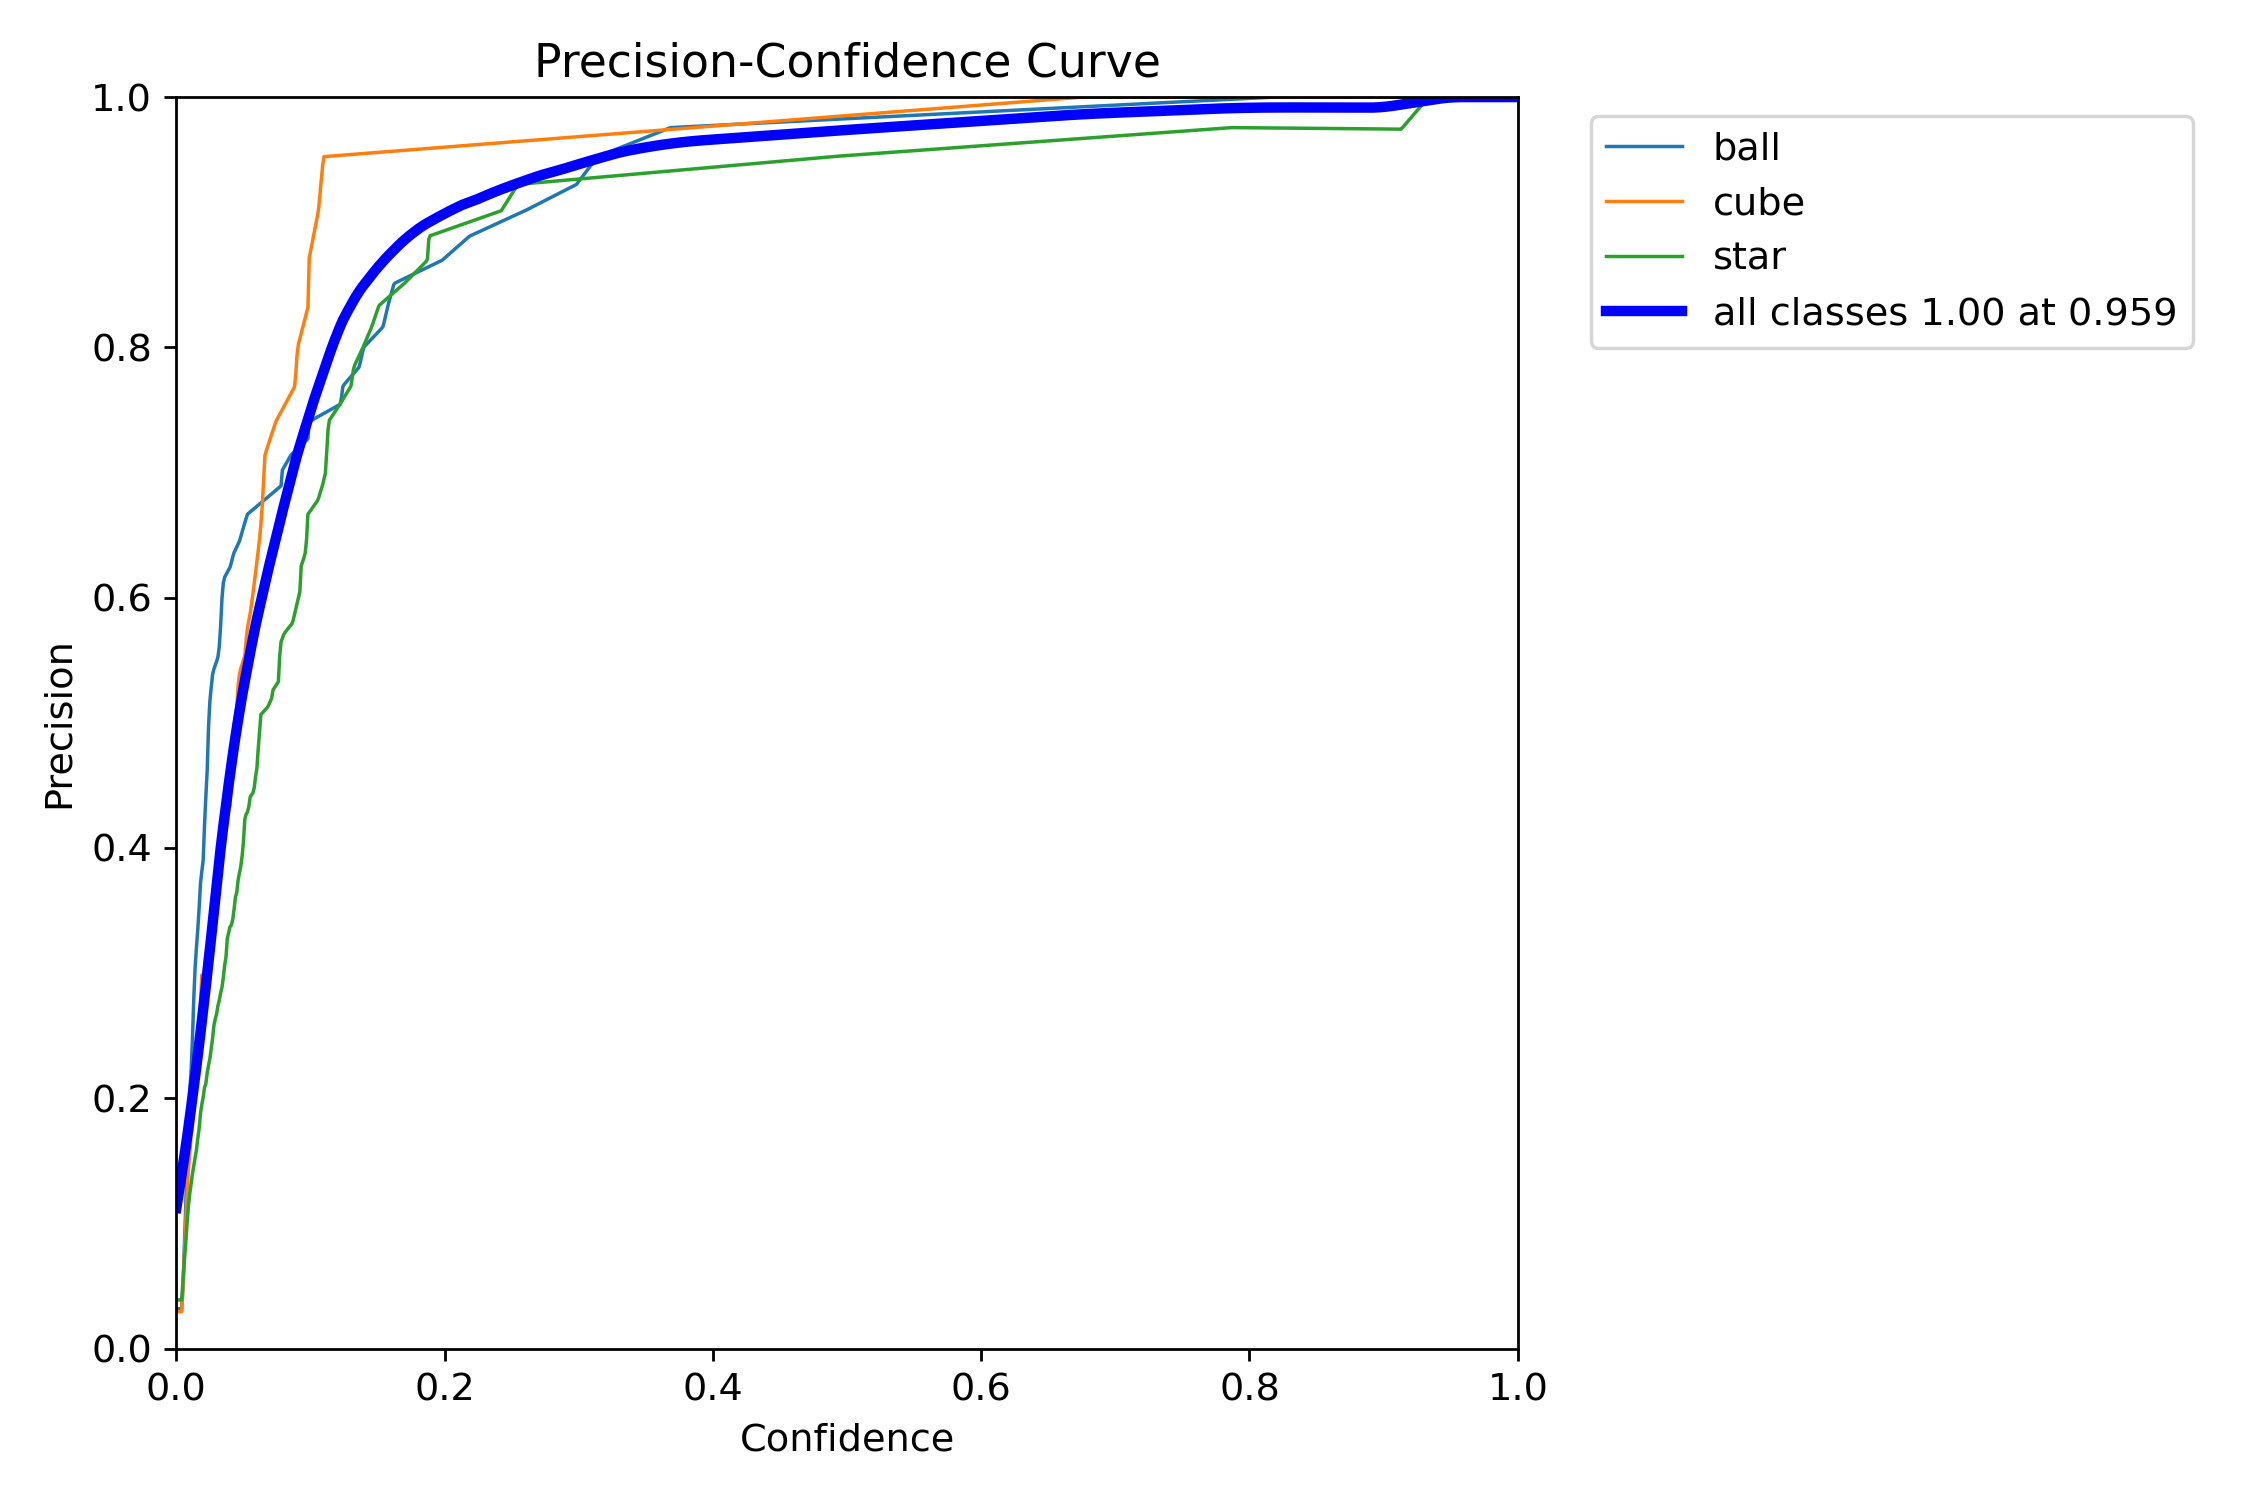 Precision-Confidence Curve
1.0
0.8
0.6
0.4
0.2
0.0
Precision
0.0 0.2 0.4 0.6 0.8 1.0
Confidence
ball
cube
star
all classes 1.00 at 0.959